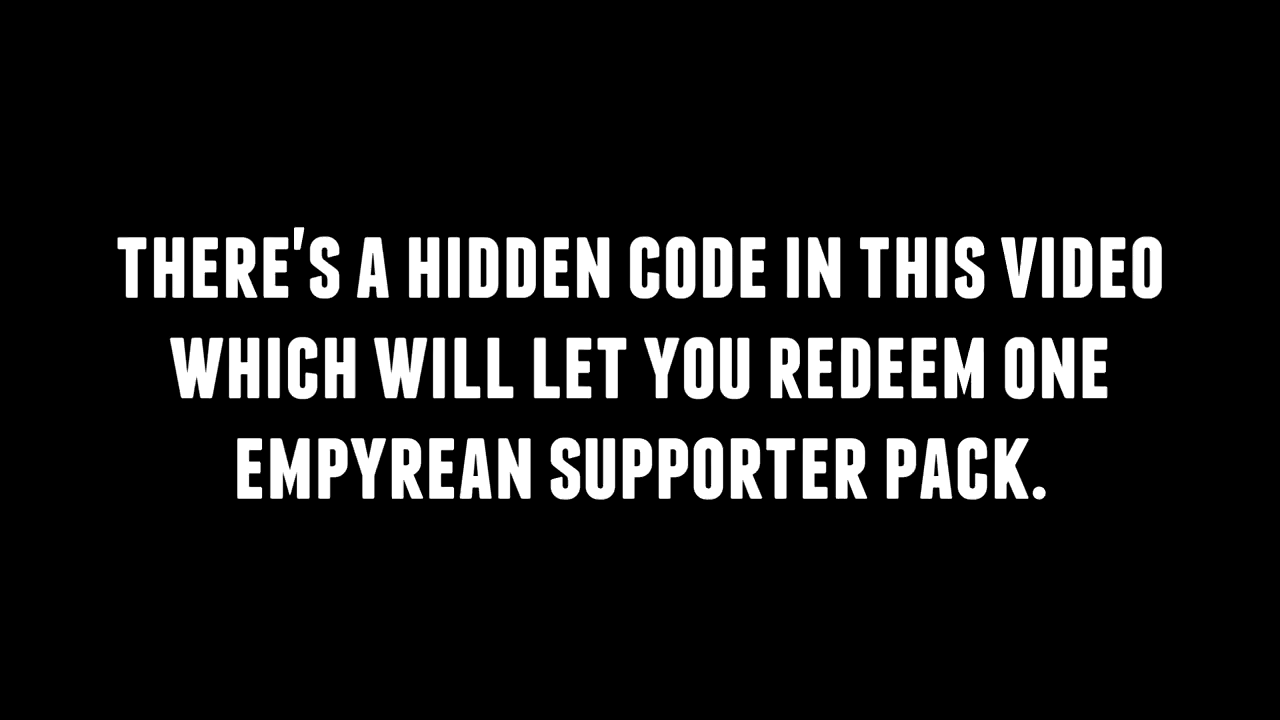 THERE'S A HIDDEN CODE IN THIS VIDEO
WHICH WILL LET YOU REDEEM ONE
EMPYREAN SUPPORTER PACK.